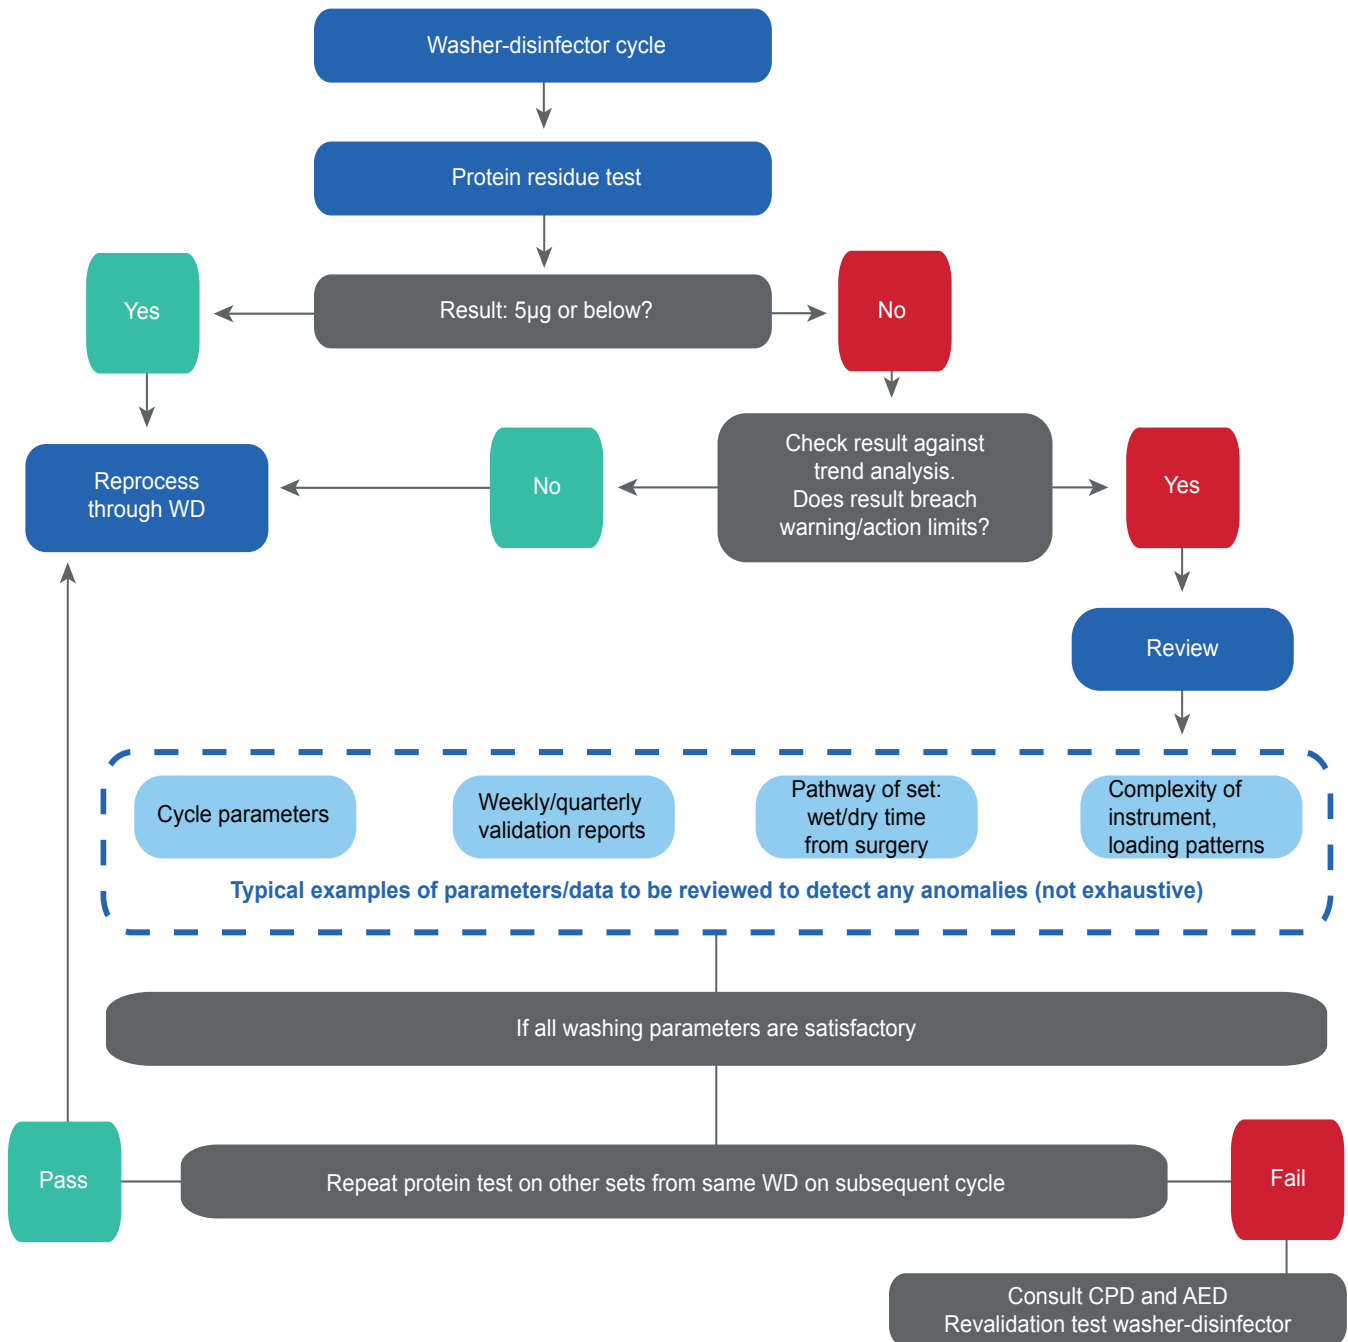 Washer-disinfector cycle
Protein residue test
Yes
Result: 5µg or below?
No
Reprocess
through WD
No
Check result against
trend analysis.
Does result breach
warning/action limits?
Yes
Review
Cycle parameters
Weekly/quarterly
validation reports
Pathway of set:
wet/dry time
from surgery
Complexity of
instrument,
loading patterns
Typical examples of parameters/data to be reviewed to detect any anomalies (not exhaustive)
If all washing parameters are satisfactory
Pass
Repeat protein test on other sets from same WD on subsequent cycle
Fail
Consult CPD and AED
Revalidation test washer-disinfector